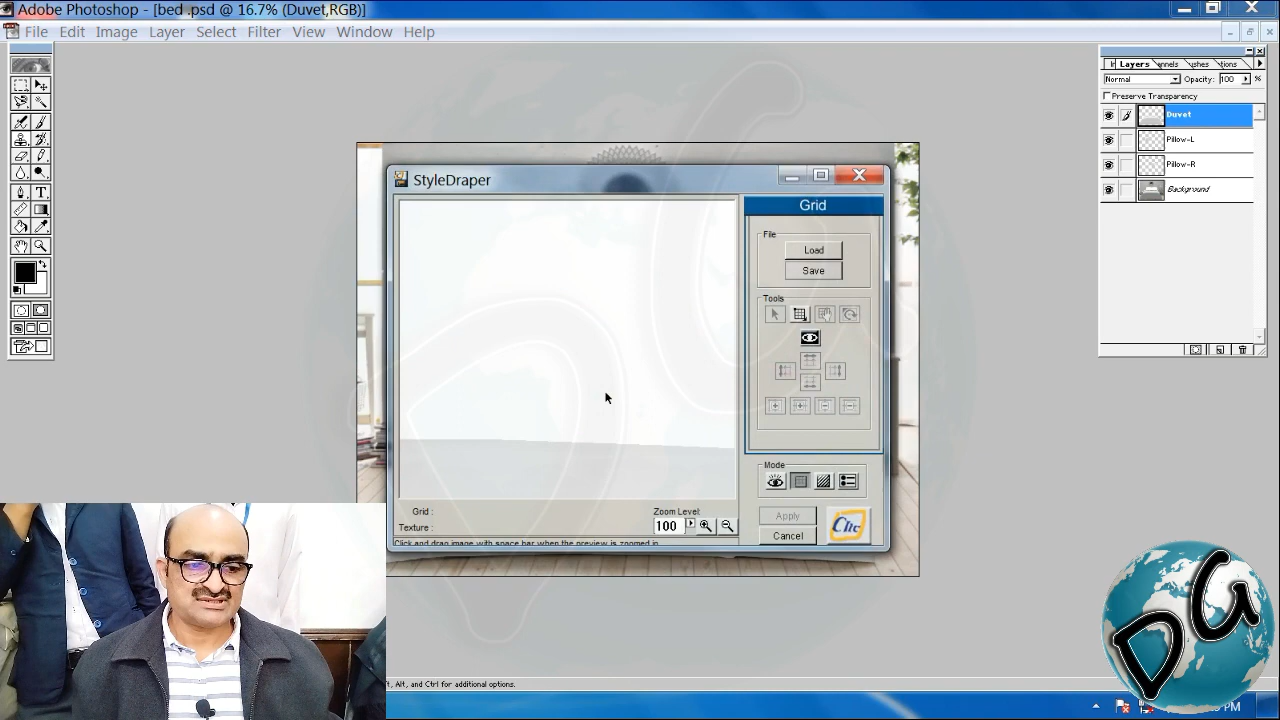 Adobe Photoshop - [bed .psd @ 16.7% (Duvet,RGB)]
File Edit Image Layer Select Filter View Window Help
Layers
Normal Opacity: 100 %
Preserve Transparency
Duvet
Pillow-L
Pillow-R
Background
StyleDraper
Grid
File
Load
Save
Tools
Mode
Grid :
Texture :
Zoom Level:
100
Apply
Cancel
Clic
Click and drag image with space bar when the preview is zoomed in
Alt, and Ctrl for additional options.
PM
DG